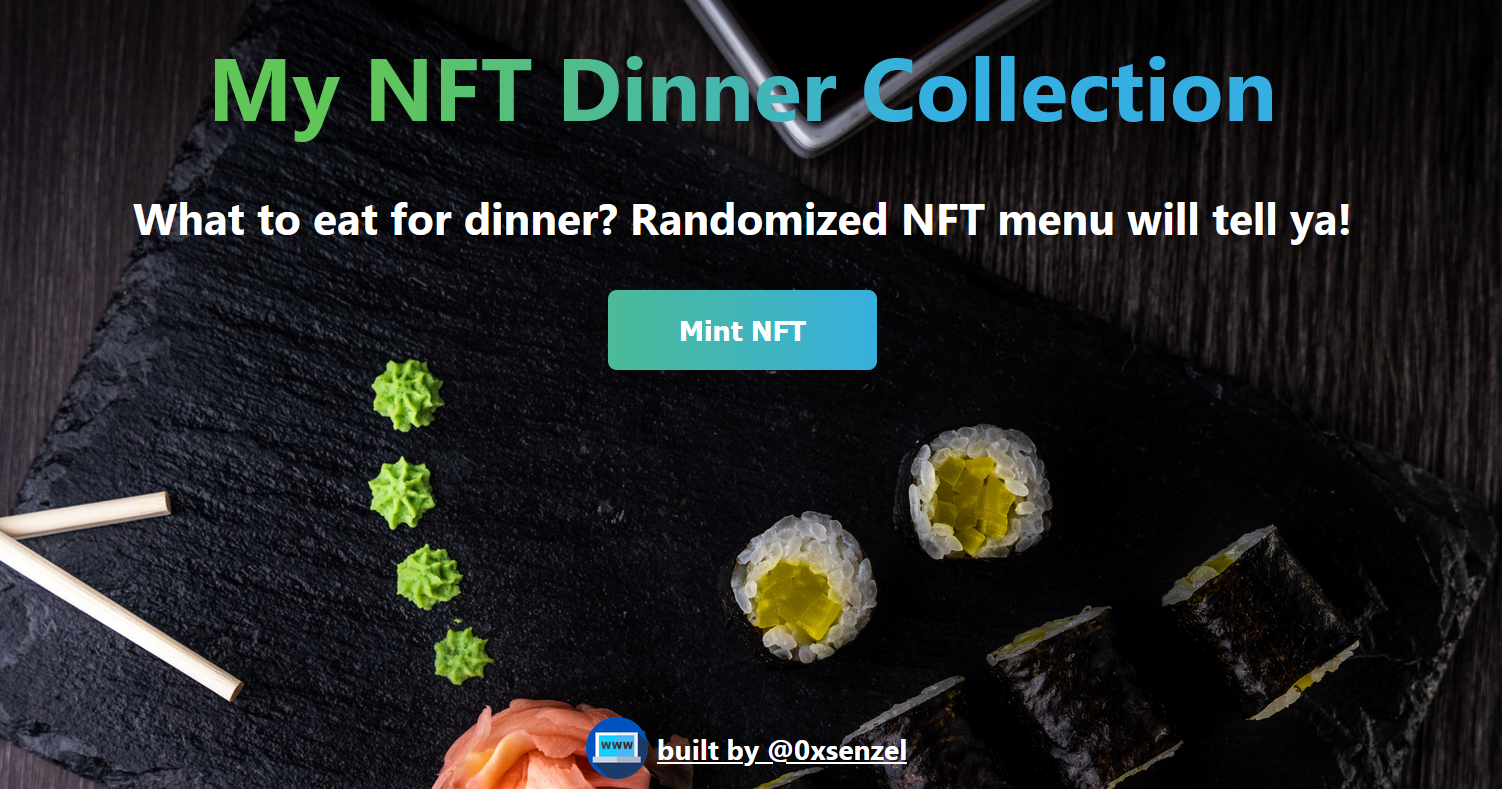 My NFT Dinner Collection
What to eat for dinner? Randomized NFT menu will tell ya!
Mint NFT
www
built by @0xsenzel